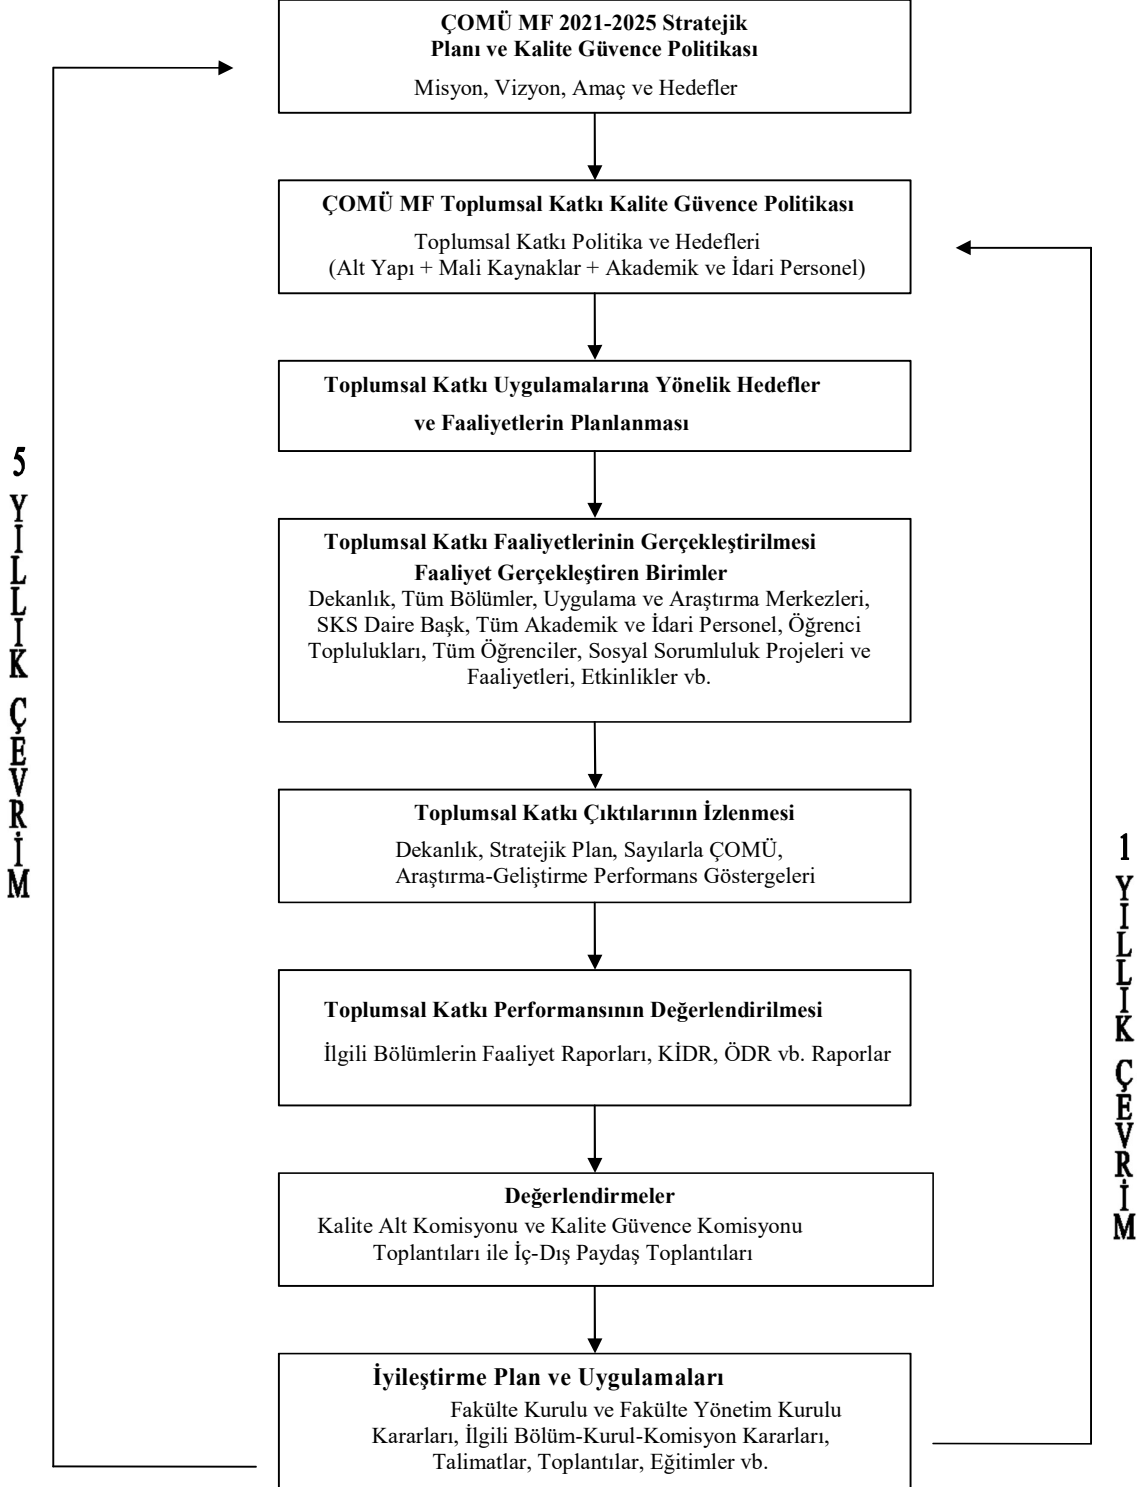 ÇOMÜ MF 2021-2025 Stratejik
Planı ve Kalite Güvence Politikası
Misyon, Vizyon, Amaç ve Hedefler
ÇOMÜ MF Toplumsal Katkı Kalite Güvence Politikası
Toplumsal Katkı Politika ve Hedefleri
(Alt Yapı + Mali Kaynaklar + Akademik ve İdari Personel)
Toplumsal Katkı Uygulamalarına Yönelik Hedefler
ve Faaliyetlerin Planlanması
Toplumsal Katkı Faaliyetlerinin Gerçekleştirilmesi
Faaliyet Gerçekleştiren Birimler
Dekanlık, Tüm Bölümler, Uygulama ve Araştırma Merkezleri,
SKS Daire Başk, Tüm Akademik ve İdari Personel, Öğrenci
Toplulukları, Tüm Öğrenciler, Sosyal Sorumluluk Projeleri ve
Faaliyetleri, Etkinlikler vb.
Toplumsal Katkı Çıktılarının İzlenmesi
Dekanlık, Stratejik Plan, Sayılarla ÇOMÜ,
Araştırma-Geliştirme Performans Göstergeleri
Toplumsal Katkı Performansının Değerlendirilmesi
İlgili Bölümlerin Faaliyet Raporları, KİDR, ÖDR vb. Raporlar
Değerlendirmeler
Kalite Alt Komisyonu ve Kalite Güvence Komisyonu
Toplantıları ile İç-Dış Paydaş Toplantıları
İyileştirme Plan ve Uygulamaları
Fakülte Kurulu ve Fakülte Yönetim Kurulu
Kararları, İlgili Bölüm-Kurul-Komisyon Kararları,
Talimatlar, Toplantılar, Eğitimler vb.
5 YILLIK ÇEVRİM
1 YILLIK ÇEVRİM